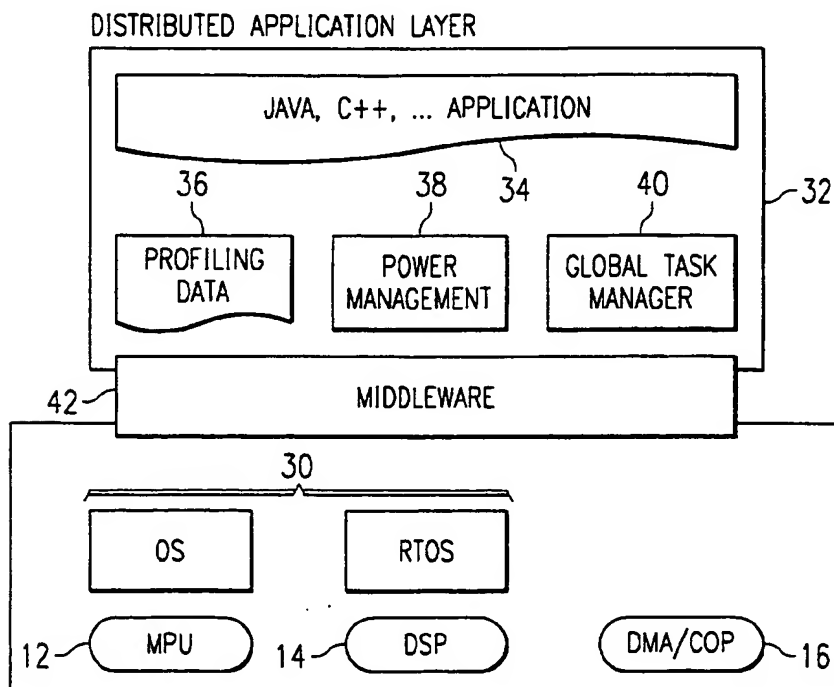 DISTRIBUTED APPLICATION LAYER
JAVA, C++, ... APPLICATION
34
36
38
40
32
PROFILING
DATA
POWER
MANAGEMENT
GLOBAL TASK
MANAGER
42
MIDDLEWARE
30
OS
RTOS
12
MPU
14
DSP
DMA/COP
16